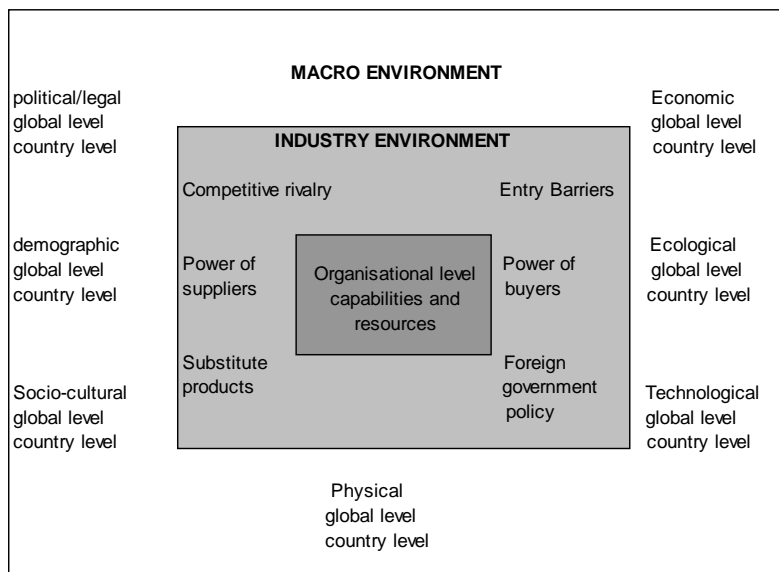 MACRO ENVIRONMENT
political/legal
global level
country level
Economic
global level
country level
INDUSTRY ENVIRONMENT
Competitive rivalry
Entry Barriers
demographic
global level
country level
Power of
suppliers
Organisational level
capabilities and
resources
Power of
buyers
Ecological
global level
country level
Substitute
products
Foreign
government
policy
Socio-cultural
global level
country level
Technological
global level
country level
Physical
global level
country level